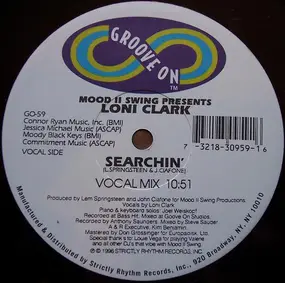 GROOVE ON
TM
MOOD II SWING PRESENTS
LONI CLARK
GO-59
Connor Ryan Music, Inc. (BMI)
Jessica Michael Music (ASCAP)
Moody Black Keys (BMI)
Commitment Music (ASCAP)
VOCAL SIDE
7 -3218-30959-1 6
SEARCHIN'
(L.SPRINGSTEEN & J.CIAFONE)
VOCAL MIX 10:51
Produced by Lem Springsteen and John Ciafone for Mood II Swing Productions
Vocals by Loni Clark
Piano & keyboard solos: Joe Weiskopf
Recorded at Bass Hit. Mixed at Groove On Studios.
Recorded by Anthony Saunders. Mixed by Steve Sauder
A & R Executive: Kim Benjamin.
Mastered by Don Grossinger for Europadisk, Ltd.
Special thanks to: Louie Vega for playing Valerie
and all other DJ's that vibe with Mood II Swing.
℗ © 1996 STRICTLY RHYTHM RECORDS, INC.
Manufactured & Distributed by Strictly Rhythm Records, Inc., 920 Broadway, NY, NY 10010